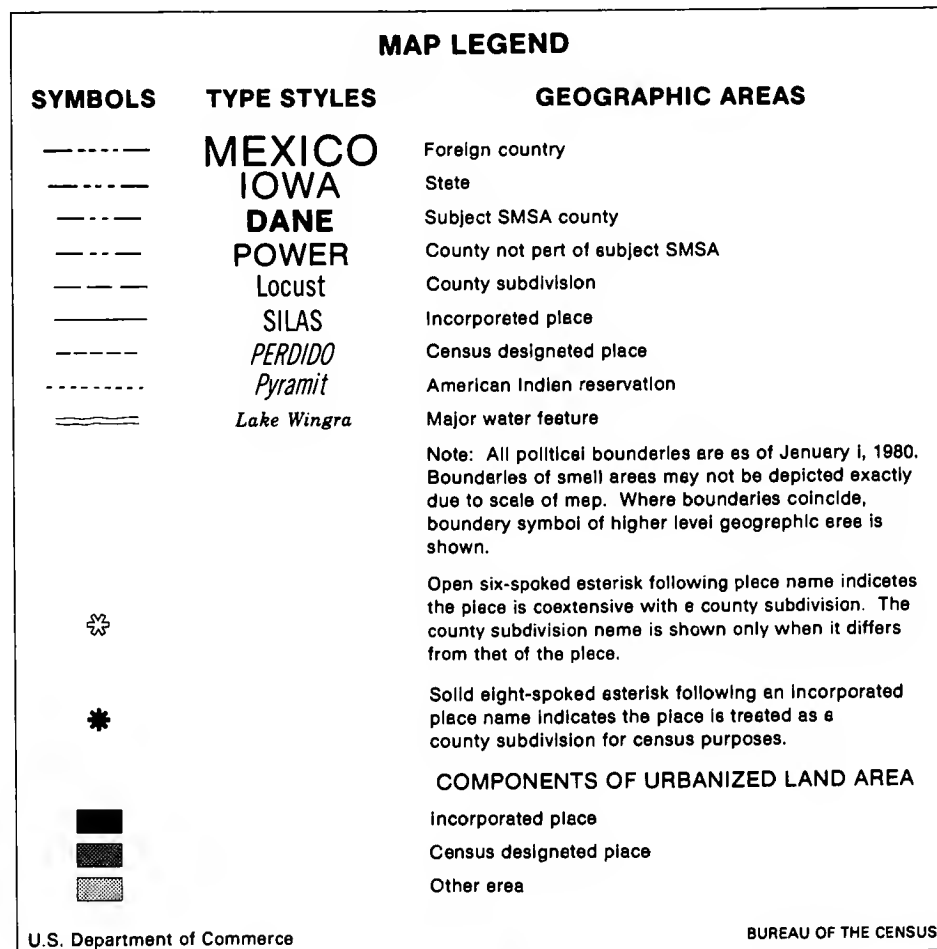 MAP LEGEND
SYMBOLS TYPE STYLES GEOGRAPHIC AREAS
MEXICO Foreign country
IOWA State
DANE Subject SMSA county
POWER County not part of subject SMSA
Locust County subdivision
SILAS Incorporated place
PERDIDO Census designated place
Pyramit American Indian reservation
Lake Wingra Major water feature
Note: All political boundaries are as of January 1, 1980.
Boundaries of small areas may not be depicted exactly
due to scale of map. Where boundaries coincide,
boundary symbol of higher level geographic area is
shown.
Open six-spoked asterisk following place name indicates
the place is coextensive with a county subdivision. The
county subdivision name is shown only when it differs
from that of the place.
Solid eight-spoked asterisk following an incorporated
place name indicates the place is treated as a
county subdivision for census purposes.
COMPONENTS OF URBANIZED LAND AREA
Incorporated place
Census designated place
Other area
U.S. Department of Commerce BUREAU OF THE CENSUS